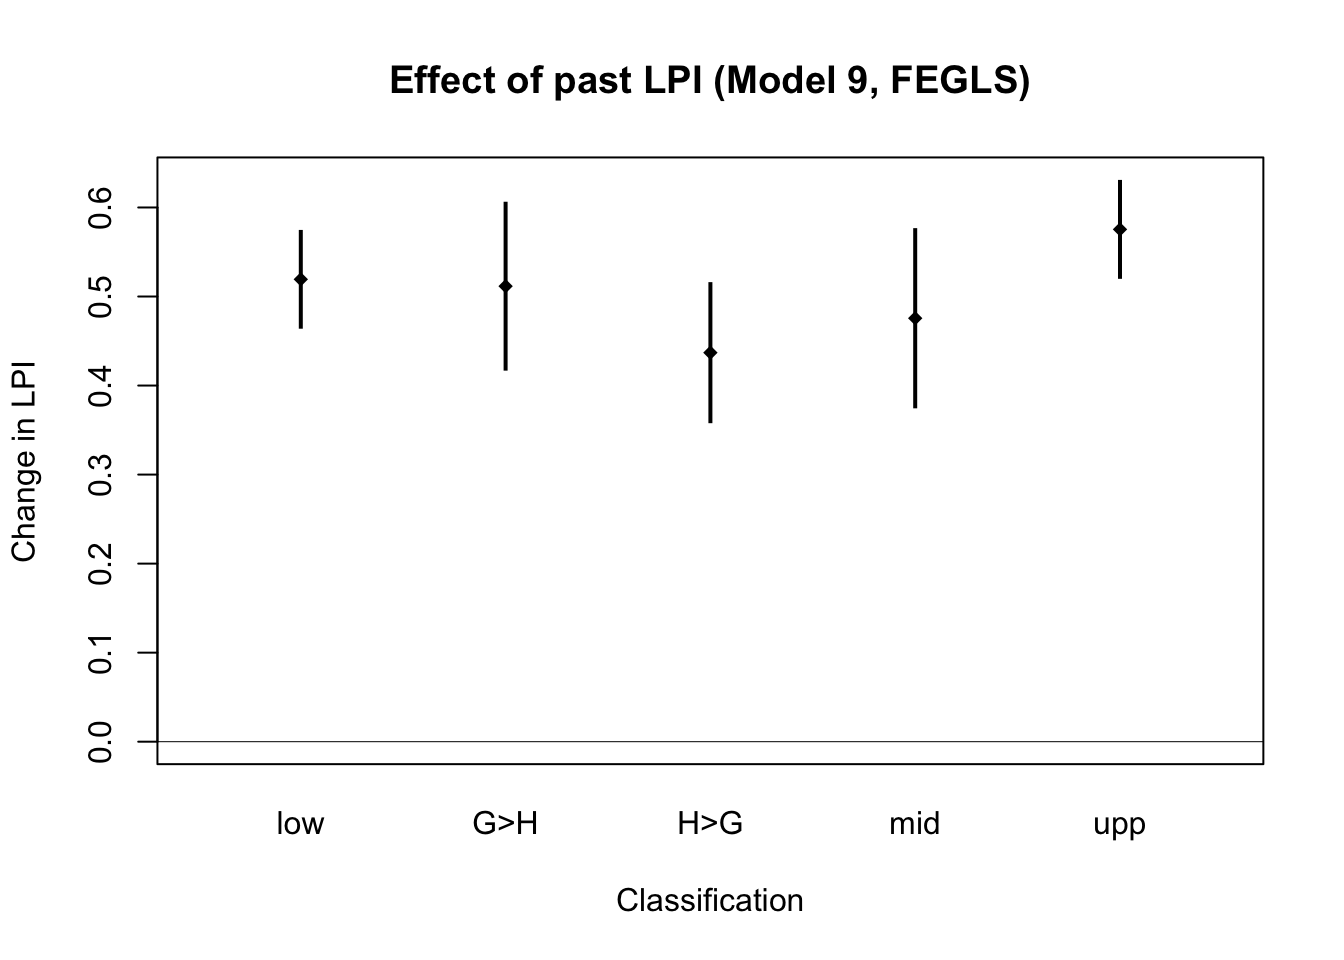 Effect of past LPI (Model 9, FEGLS)
Change in LPI
0.6
0.5
0.4
0.3
0.2
0.1
0.0
low G>H H>G mid upp
Classification